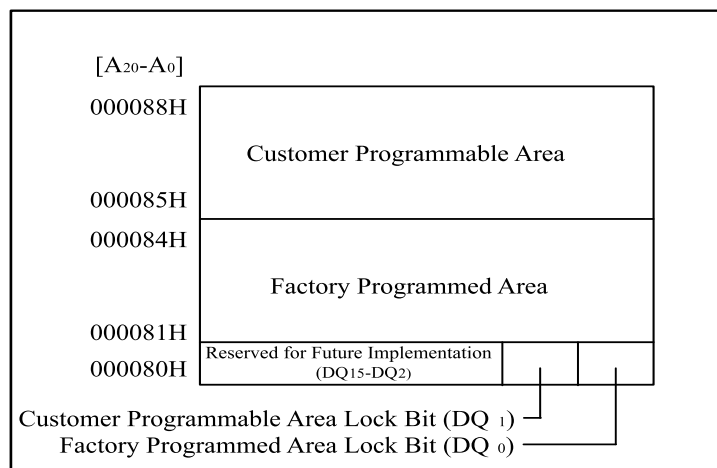 [A20-A0]
000088H
Customer Programmable Area
000085H
000084H
Factory Programmed Area
000081H
Reserved for Future Implementation
(DQ15-DQ2)
000080H
Customer Programmable Area Lock Bit (DQ 1)
Factory Programmed Area Lock Bit (DQ 0)